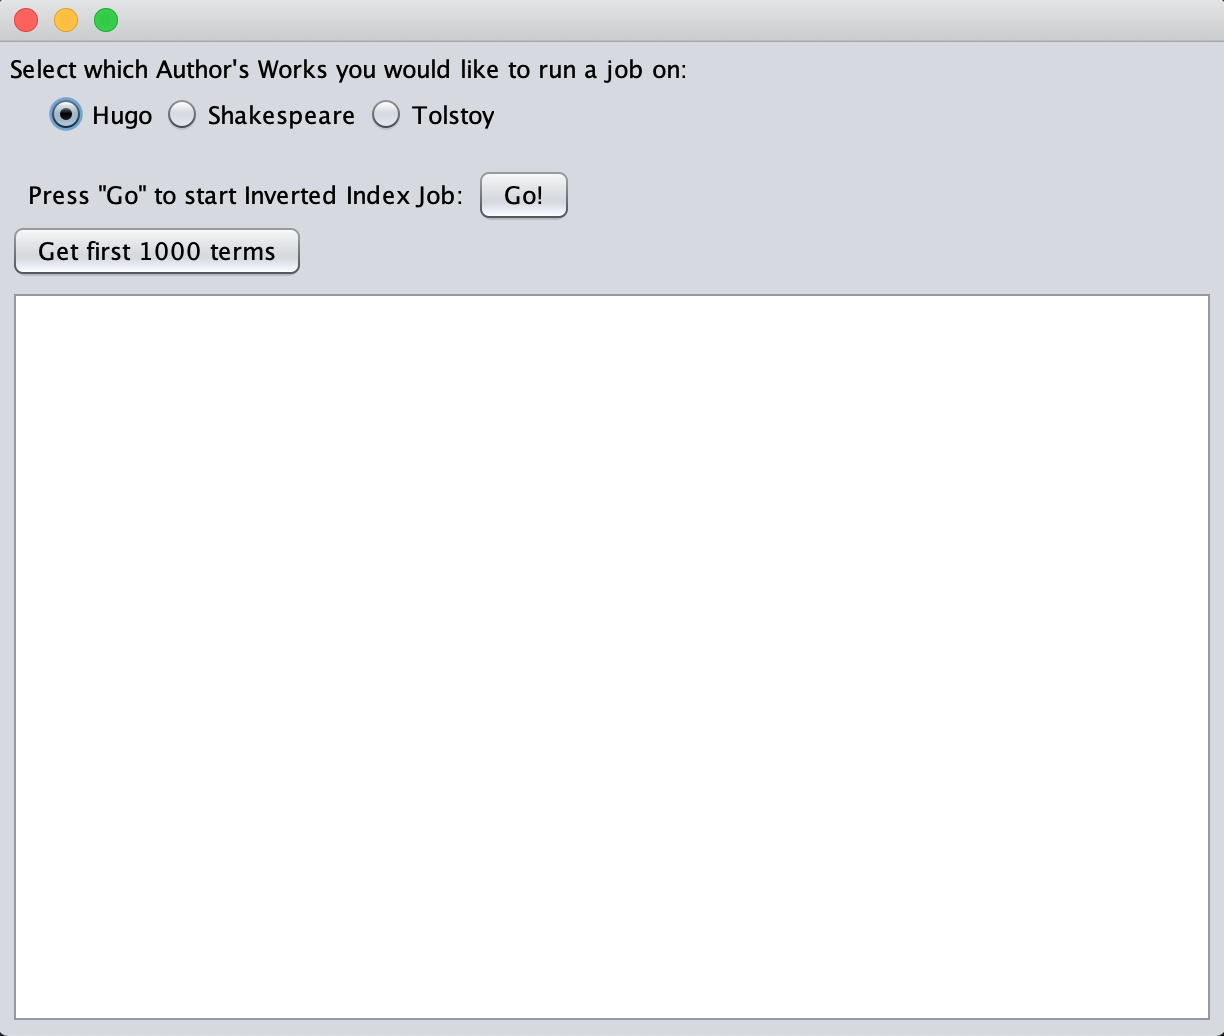 Select which Author's Works you would like to run a job on:
Hugo Shakespeare Tolstoy
Press "Go" to start Inverted Index Job: Go!
Get first 1000 terms